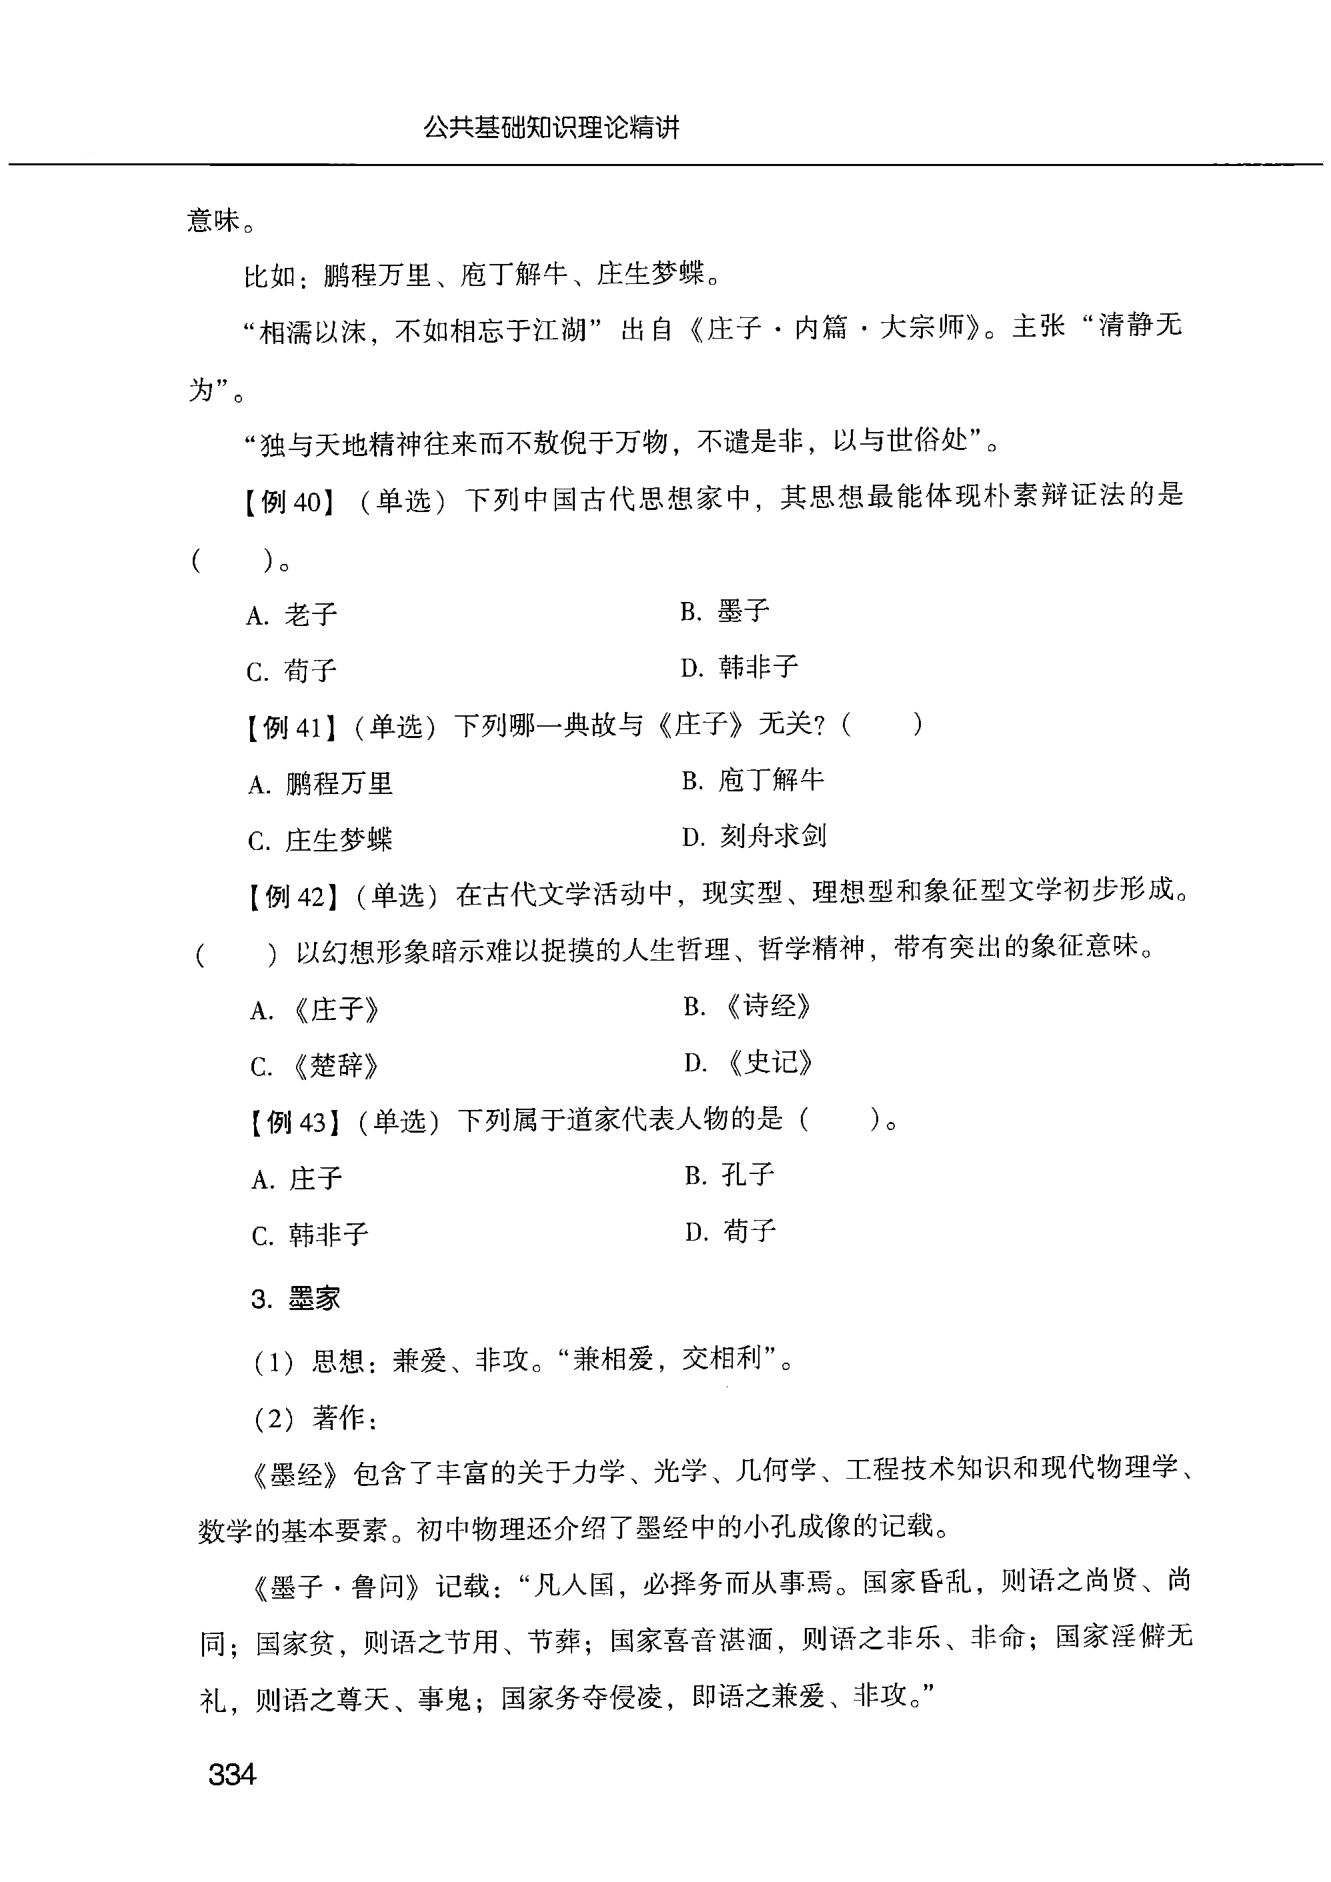 公共基础知识理论精讲
意味。
比如：鹏程万里、庖丁解牛、庄生梦蝶。
“相濡以沫，不如相忘于江湖”出自《庄子·内篇·大宗师》。主张“清静无
为”。
“独与天地精神往来而不敖倪于万物，不谴是非，以与世俗处”。
【例 40】（单选）下列中国古代思想家中，其思想最能体现朴素辩证法的是
（　　）。
A. 老子　B. 墨子
C. 荀子　D. 韩非子
【例 41】（单选）下列哪一典故与《庄子》无关？（　　）
A. 鹏程万里　B. 庖丁解牛
C. 庄生梦蝶　D. 刻舟求剑
【例 42】（单选）在古代文学活动中，现实型、理想型和象征型文学初步形成。
（　　）以幻想形象暗示难以捉摸的人生哲理、哲学精神，带有突出的象征意味。
A. 《庄子》　B. 《诗经》
C. 《楚辞》　D. 《史记》
【例 43】（单选）下列属于道家代表人物的是（　　）。
A. 庄子　B. 孔子
C. 韩非子　D. 荀子
3. 墨家
（1）思想：兼爱、非攻。“兼相爱，交相利”。
（2）著作：
《墨经》包含了丰富的关于力学、光学、几何学、工程技术知识和现代物理学、
数学的基本要素。初中物理还介绍了墨经中的小孔成像的记载。
《墨子·鲁问》记载：“凡人国，必择务而从事焉。国家昏乱，则语之尚贤、尚
同；国家贫，则语之节用、节葬；国家喜音湛湎，则语之非乐、非命；国家淫僻无
礼，则语之尊天、事鬼；国家务夺侵凌，即语之兼爱、非攻。”
334